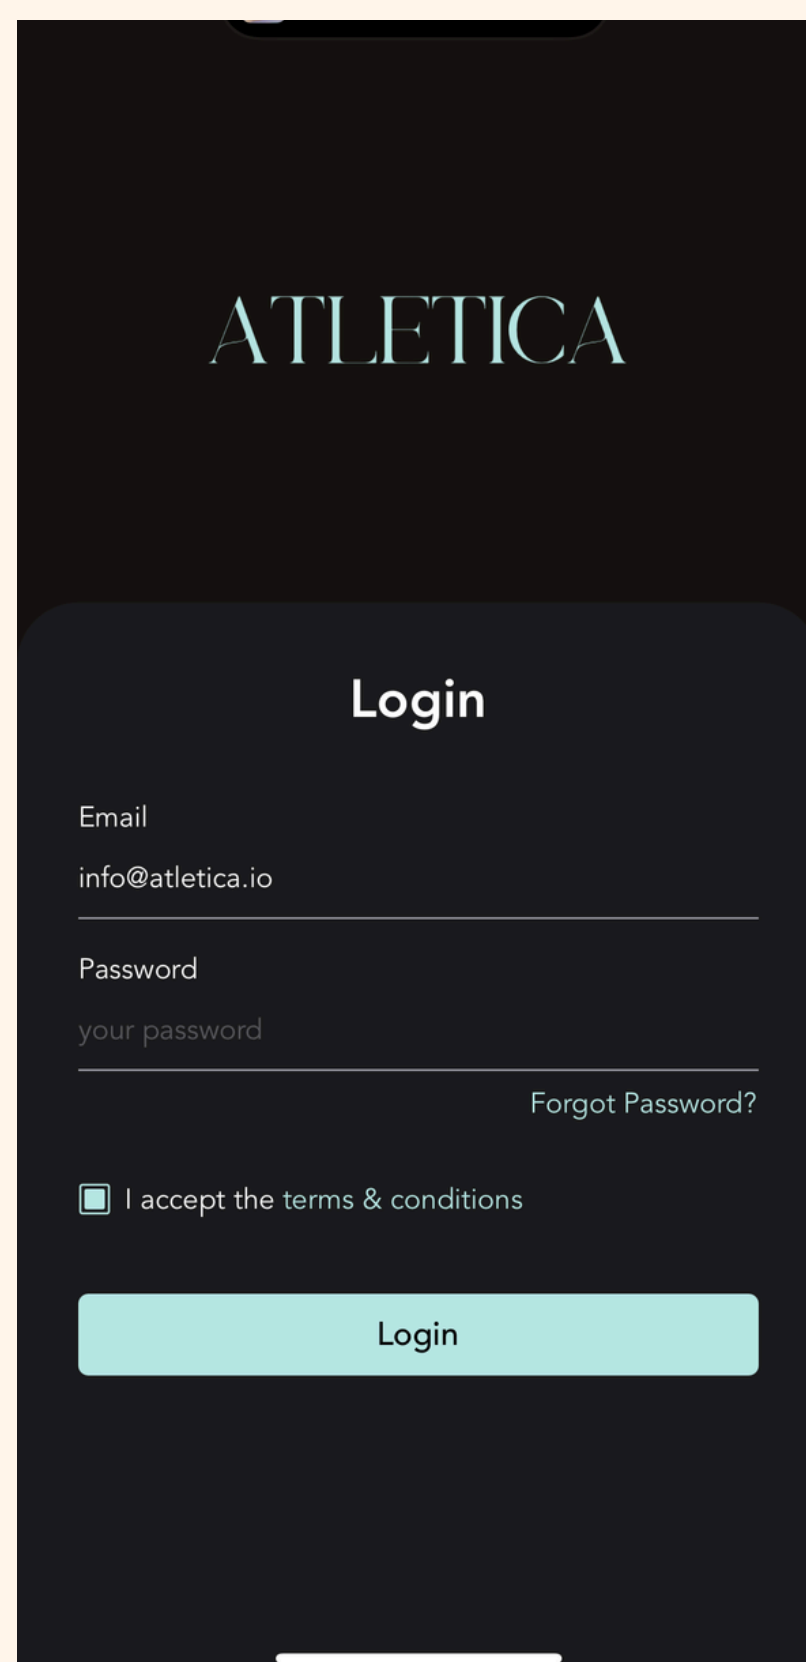 ATLETICA
Login
Email
info@atletica.io
Password
your password
Forgot Password?
I accept the terms & conditions
Login